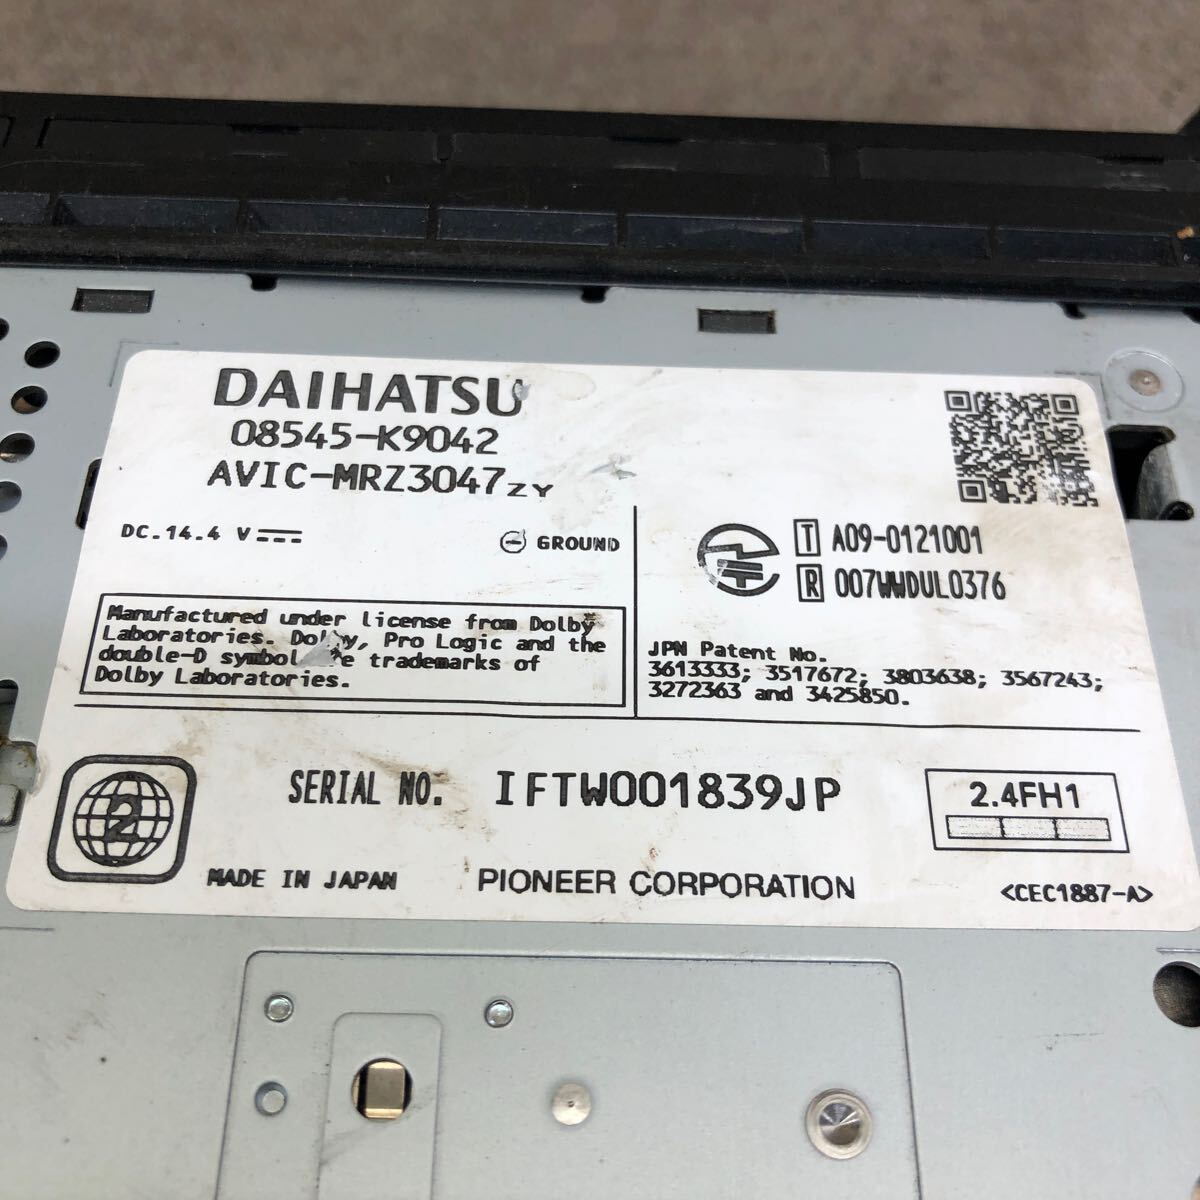 DAIHATSU
08545-K9042
AVIC-MRZ3047ZY
DC.14.4 V
GROUND
T A09-0121001
R 007WWDUL0376
Manufactured under license from Dolby
Laboratories. Dolby, Pro Logic and the
double-D symbol are trademarks of
Dolby Laboratories.
JPN Patent No.
3613333; 3517672; 3803638; 3567243;
3272363 and 3425850.
2
SERIAL NO. IFTW001839JP
2.4FH1
MADE IN JAPAN
PIONEER CORPORATION
<CEC1887-A>